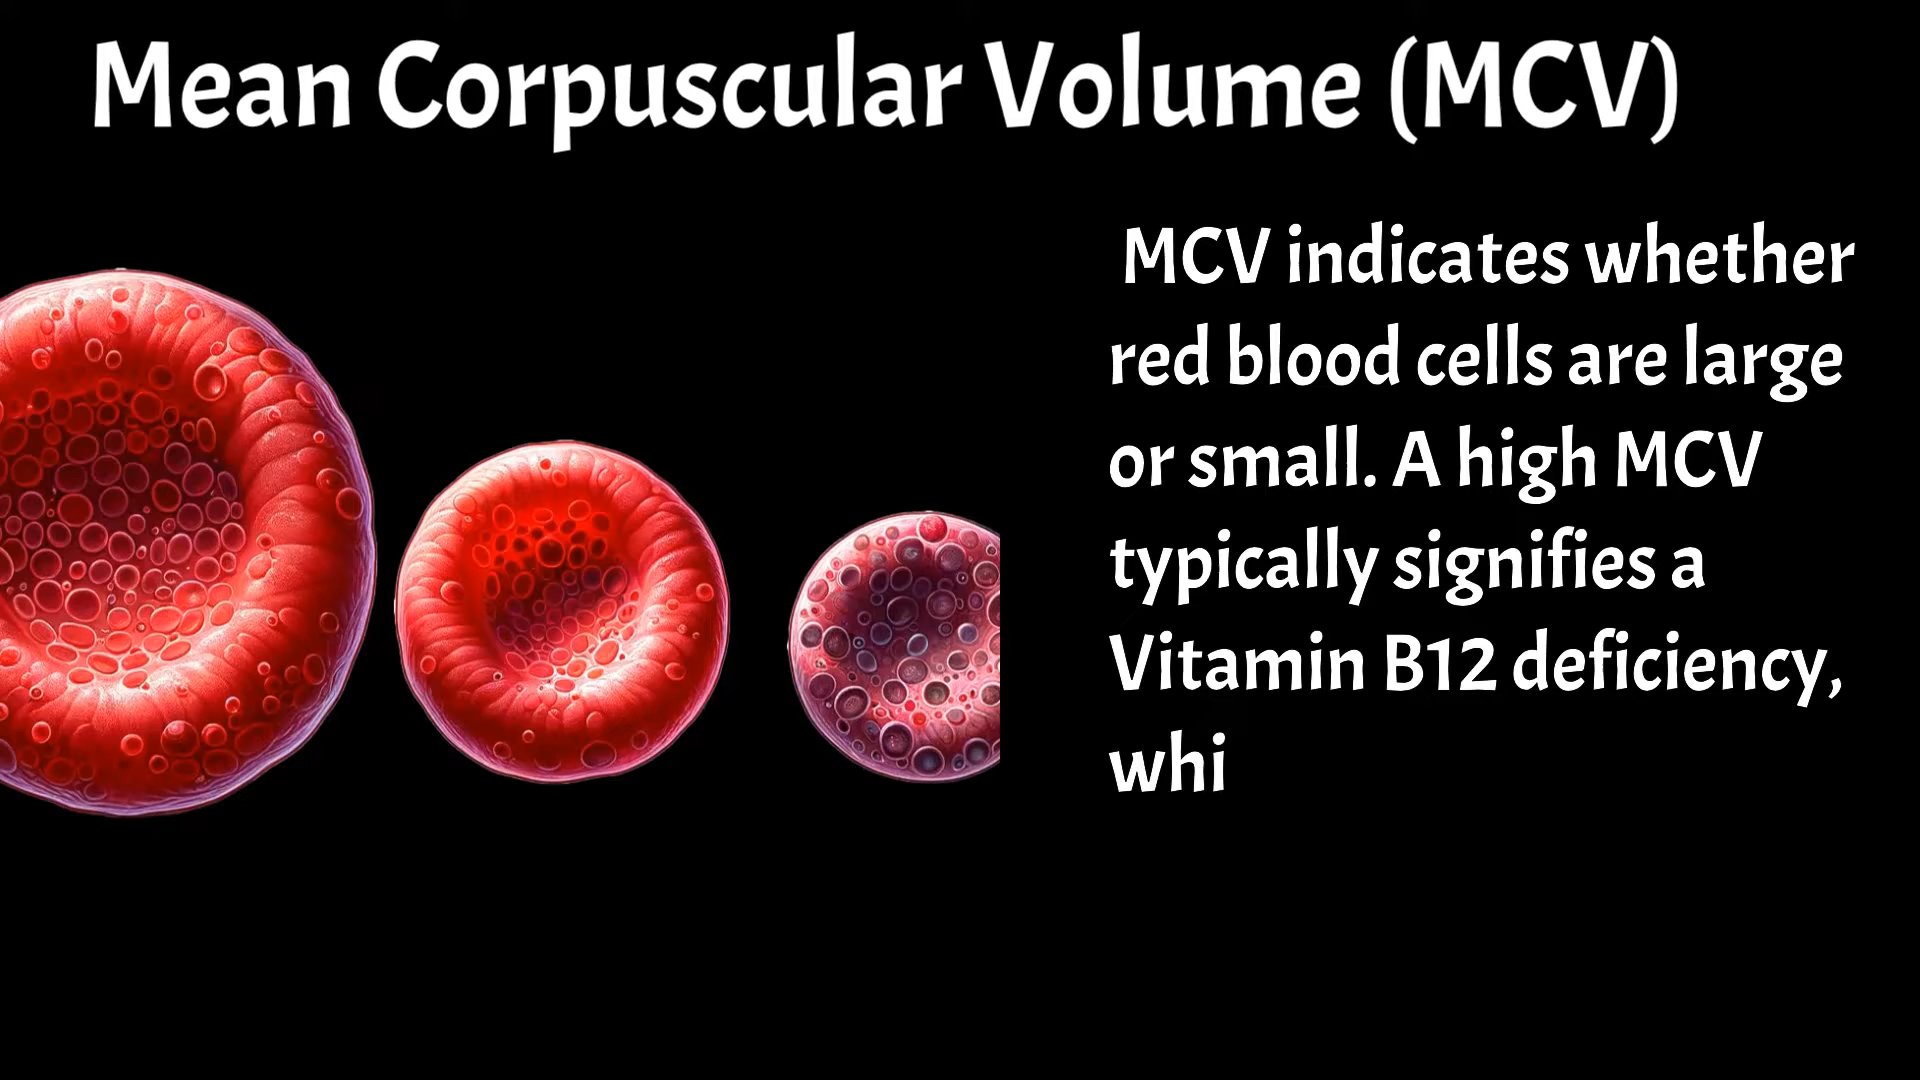 Mean Corpuscular Volume (MCV)
MCV indicates whether
red blood cells are large
or small. A high MCV
typically signifies a
Vitamin B12 deficiency,
whi